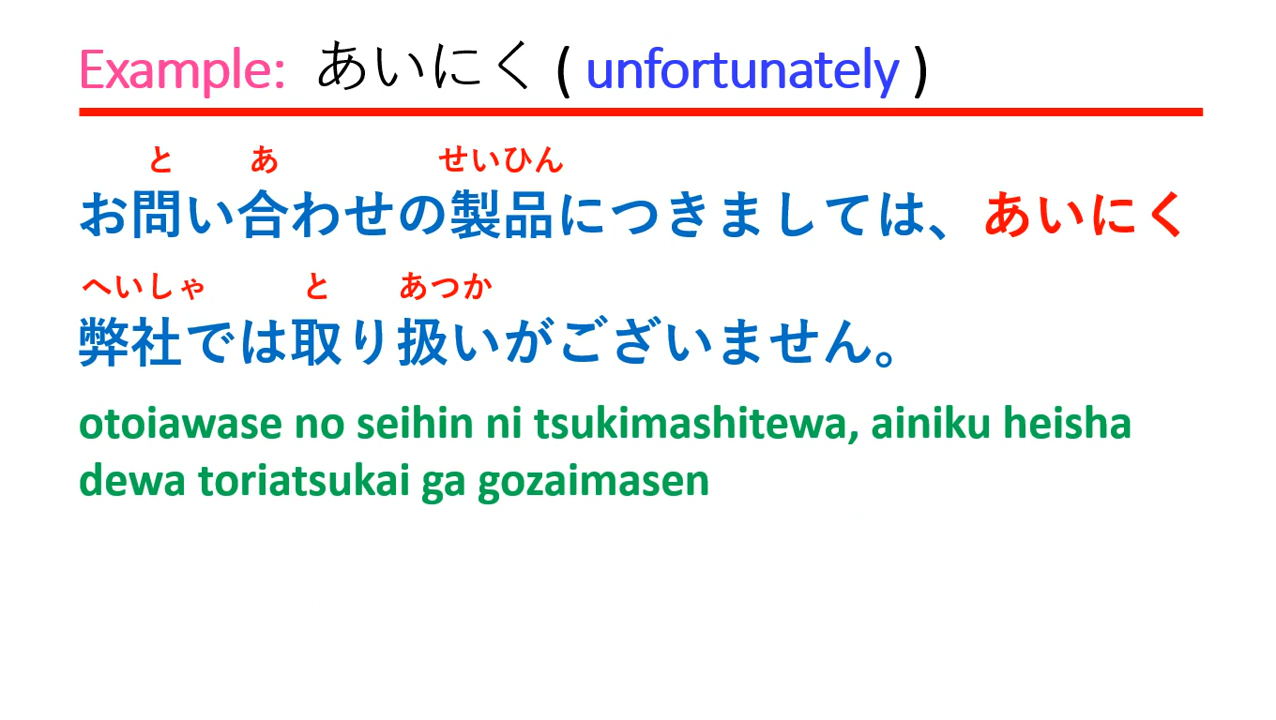 Example: あいにく ( unfortunately )
と あ せいひん
お問い合わせの製品につきましては、あいにく
へいしゃ と あつか
弊社では取り扱いがございません。
otoiawase no seihin ni tsukimashitewa, ainiku heisha
dewa toriatsukai ga gozaimasen